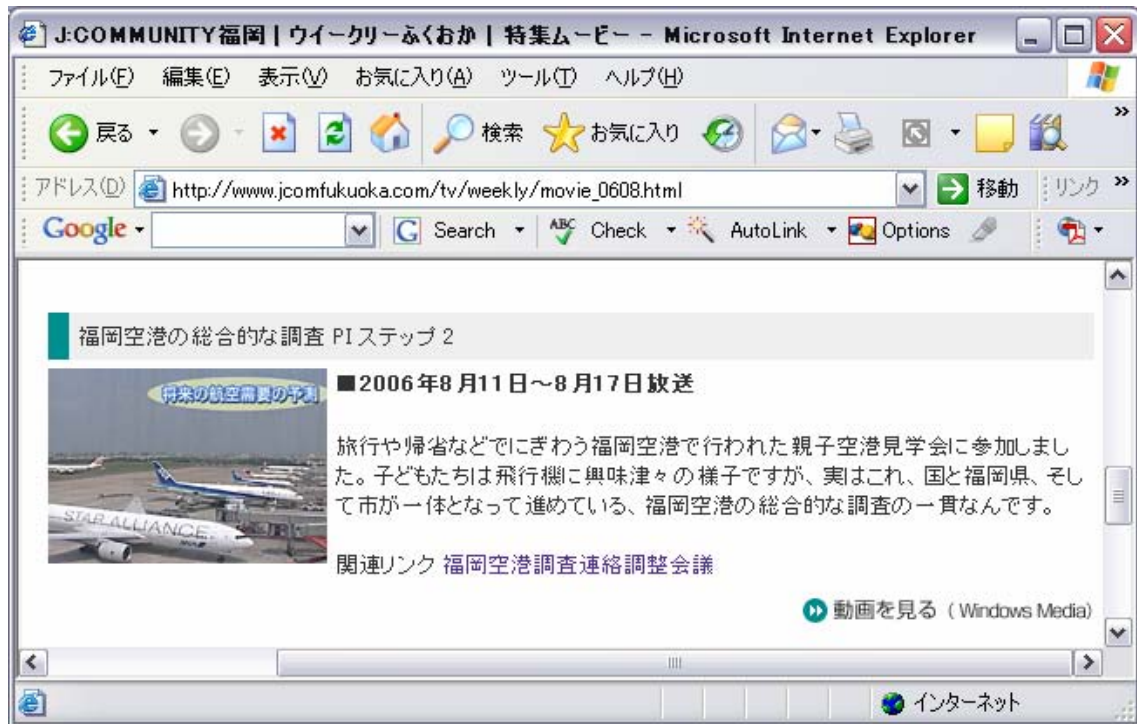 J:COMMUNITY福岡 | ウイークリーふくおか | 特集ムービー - Microsoft Internet Explorer
ファイル(F) 編集(E) 表示(V) お気に入り(A) ツール(T) ヘルプ(H)
戻る 検索 お気に入り
アドレス(D) http://www.jcomfukuoka.com/tv/weekly/movie_0608.html 移動 リンク
Google G Search ABC Check AutoLink Options
福岡空港の総合的な調査 PIステップ2
将来の航空需要の予測
STAR ALLIANCE
■2006年8月11日～8月17日放送
旅行や帰省などでにぎわう福岡空港で行われた親子空港見学会に参加しまし
た。子どもたちは飛行機に興味津々の様子ですが、実はこれ、国と福岡県、そし
て市が一体となって進めている、福岡空港の総合的な調査の一貫なんです。
関連リンク 福岡空港調査連絡調整会議
動画を見る（Windows Media）
インターネット